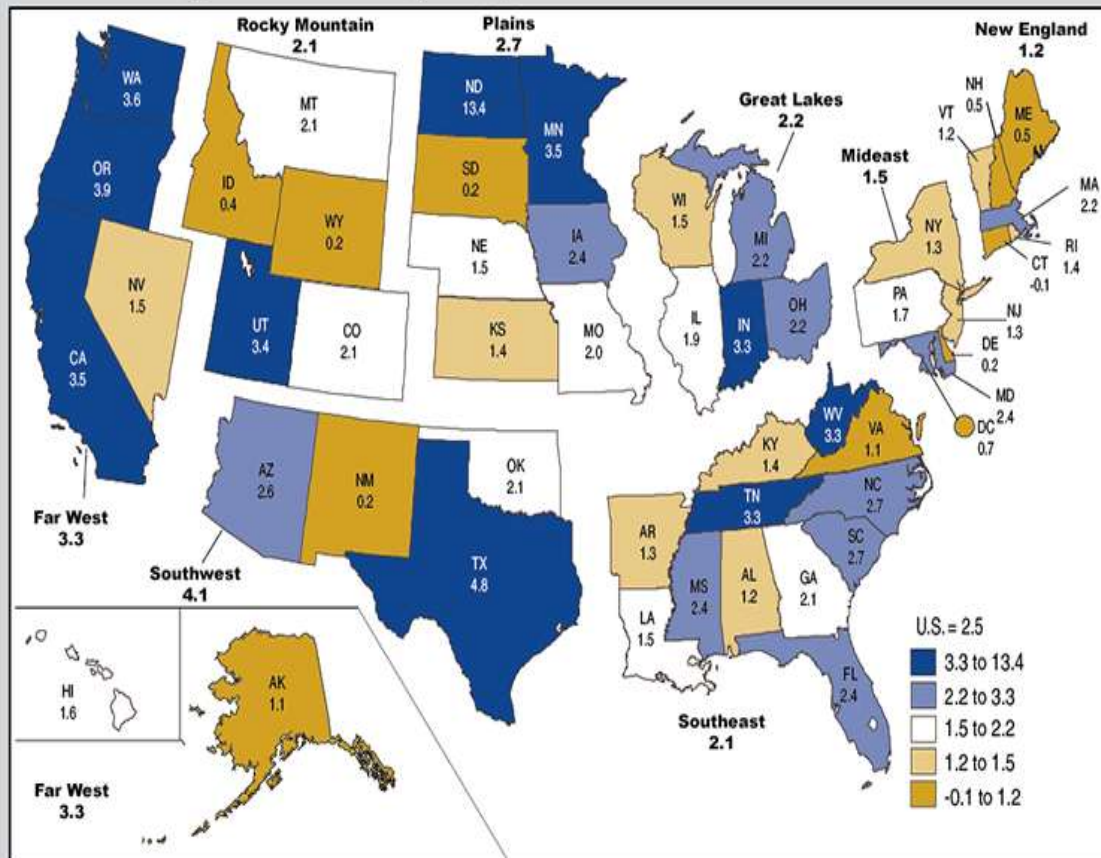 Rocky Mountain
2.1
Plains
2.7
New England
1.2
Great Lakes
2.2
Mideast
1.5
WA
3.6
OR
3.9
CA
3.5
NV
1.5
ID
0.4
MT
2.1
WY
0.2
UT
3.4
CO
2.1
ND
13.4
MN
3.5
SD
0.2
NE
1.5
IA
2.4
KS
1.4
MO
2.0
WI
1.5
MI
2.2
IL
1.9
IN
3.3
OH
2.2
NH
0.5
VT
1.2
ME
0.5
MA
2.2
NY
1.3
RI
1.4
CT
-0.1
PA
1.7
NJ
1.3
DE
0.2
MD
2.4
DC
0.7
Far West
3.3
AZ
2.6
NM
0.2
OK
2.1
TX
4.8
Southwest
4.1
WV
3.3
VA
1.1
KY
1.4
TN
3.3
NC
2.7
SC
2.7
AR
1.3
MS
2.4
AL
1.2
GA
2.1
LA
1.5
FL
2.4
Southeast
2.1
HI
1.6
AK
1.1
Far West
3.3
U.S. = 2.5
3.3 to 13.4
2.2 to 3.3
1.5 to 2.2
1.2 to 1.5
-0.1 to 1.2